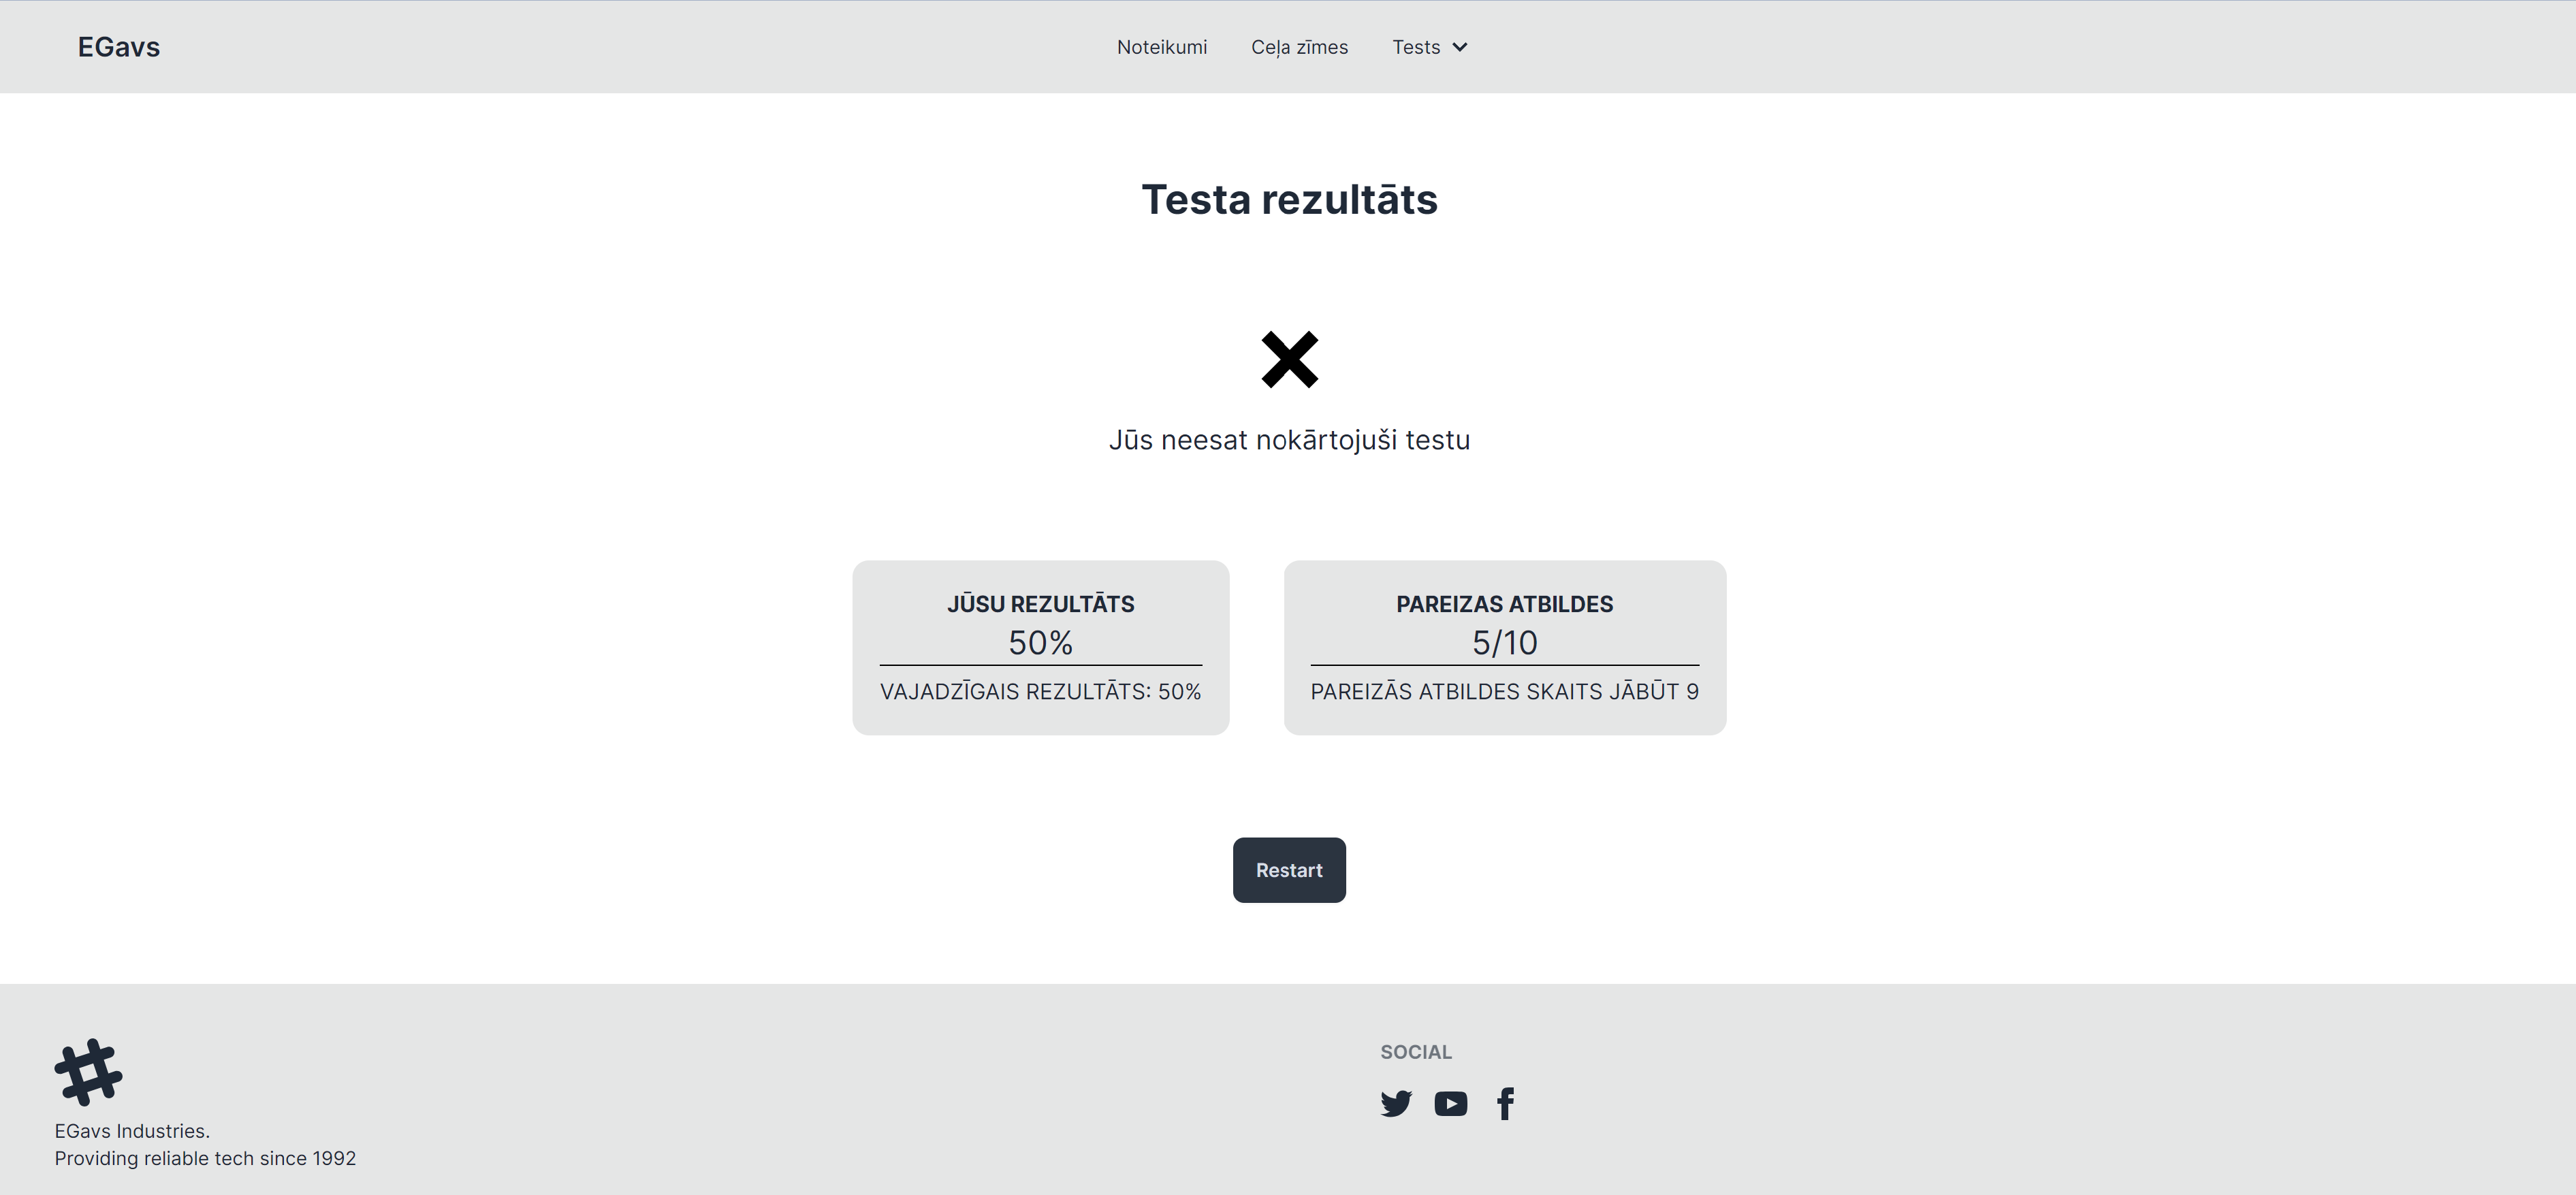 EGavs
Noteikumi
Ceļa zīmes
Tests
Testa rezultāts
Jūs neesat nokārtojuši testu
JŪSU REZULTĀTS
50%
VAJADZĪGAIS REZULTĀTS: 50%
PAREIZAS ATBILDES
5/10
PAREIZĀS ATBILDES SKAITS JĀBŪT 9
Restart
EGavs Industries.
Providing reliable tech since 1992
SOCIAL